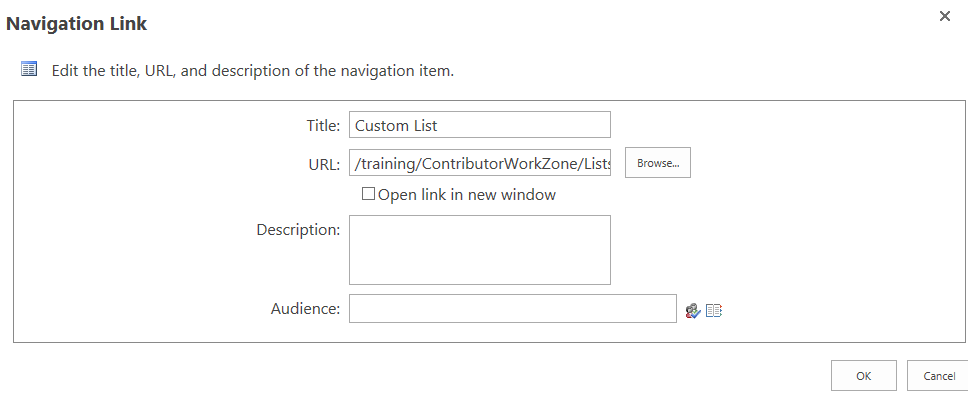 Navigation Link
Edit the title, URL, and description of the navigation item.
Title: Custom List
URL: /training/ContributorWorkZone/Lists Browse...
Open link in new window
Description:
Audience:
OK Cancel